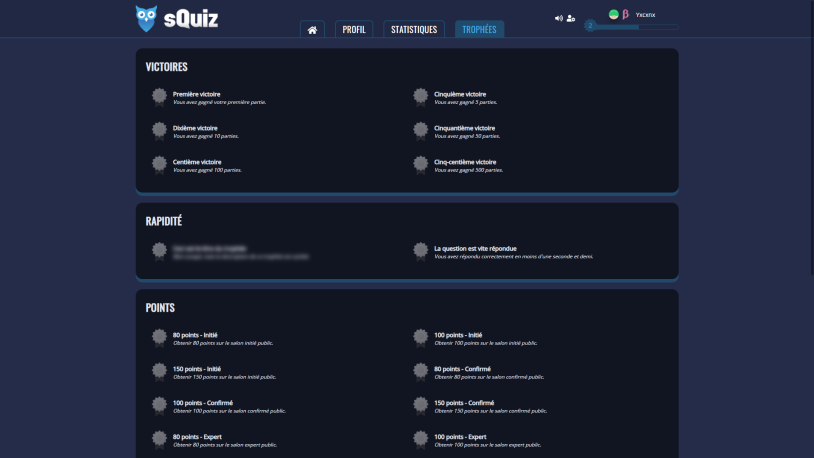 sQuiz
PROFIL
STATISTIQUES
TROPHÉES
2
β
Yxcxnx
VICTOIRES
Première victoire
Vous avez gagné votre première partie.
Cinquième victoire
Vous avez gagné 5 parties.
Dixième victoire
Vous avez gagné 10 parties.
Cinquantième victoire
Vous avez gagné 50 parties.
Centième victoire
Vous avez gagné 100 parties.
Cinq-centième victoire
Vous avez gagné 500 parties.
RAPIDITÉ
La question est vite répondue
Vous avez répondu correctement en moins d'une seconde et demi.
POINTS
80 points - Initié
Obtenir 80 points sur le salon initié public.
100 points - Initié
Obtenir 100 points sur le salon initié public.
150 points - Initié
Obtenir 150 points sur le salon initié public.
80 points - Confirmé
Obtenir 80 points sur le salon confirmé public.
100 points - Confirmé
Obtenir 100 points sur le salon confirmé public.
150 points - Confirmé
Obtenir 150 points sur le salon confirmé public.
80 points - Expert
Obtenir 80 points sur le salon expert public.
100 points - Expert
Obtenir 100 points sur le salon expert public.